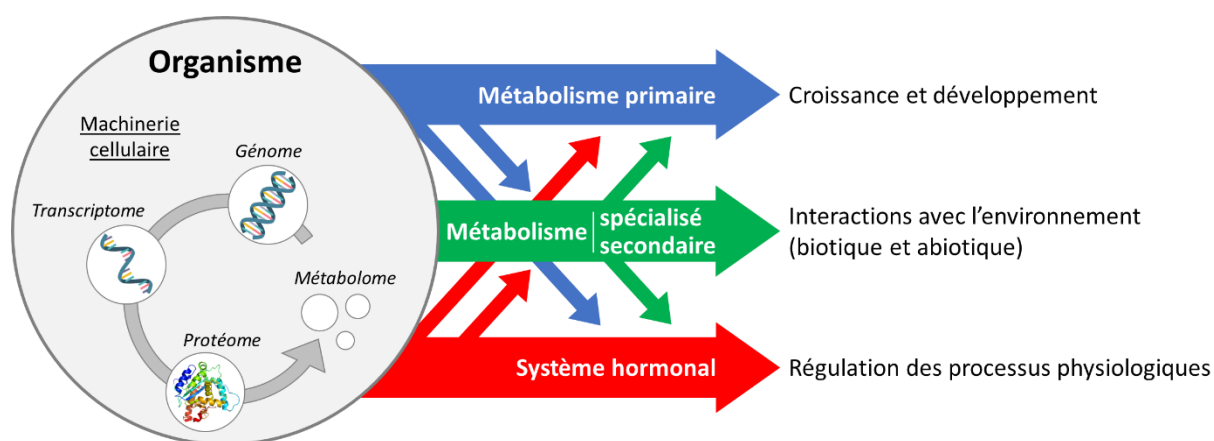 Organisme
Machinerie
cellulaire
Génome
Transcriptome
Métabolome
Protéome
Métabolisme primaire
Croissance et développement
Métabolisme
spécialisé
secondaire
Interactions avec l’environnement
(biotique et abiotique)
Système hormonal
Régulation des processus physiologiques